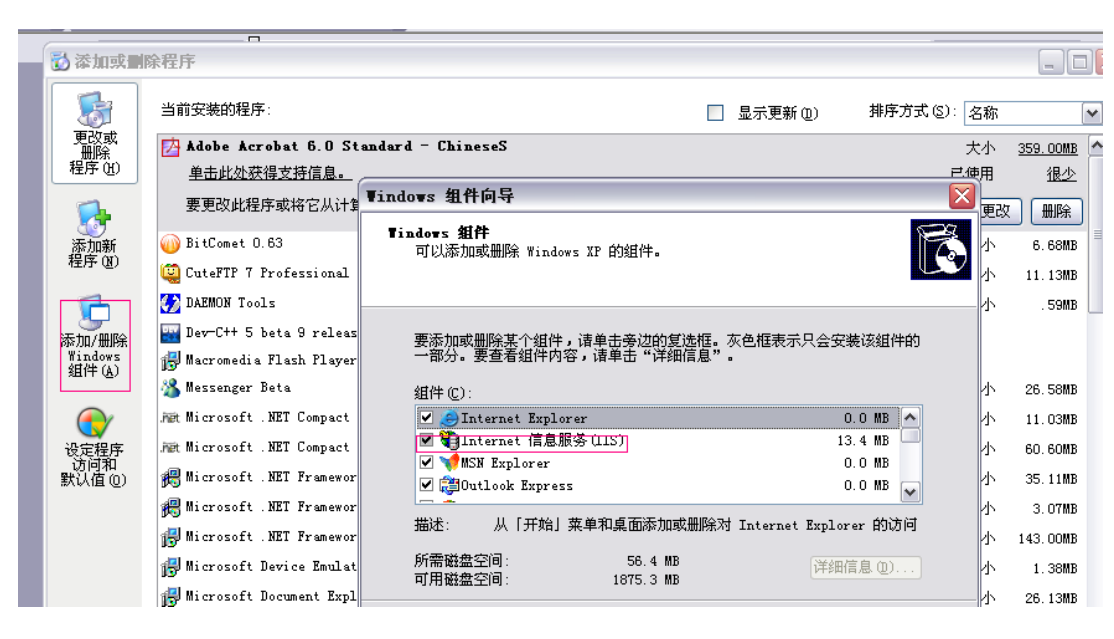 添加或删除程序
更改或
删除
程序(H)
添加新
程序(N)
添加/删除
Windows
组件(A)
设定程序
访问和
默认值(O)
当前安装的程序:
显示更新(D)
排序方式(S):
名称
Adobe Acrobat 6.0 Standard - ChineseS
大小
359.00MB
单击此处获得支持信息。
已使用
很少
要更改此程序或将它从计算
更改
删除
BitComet 0.63
小
6.68MB
CuteFTP 7 Professional
小
11.13MB
DAEMON Tools
小
.59MB
Dev-C++ 5 beta 9 releas
Macromedia Flash Player
Messenger Beta
小
26.58MB
Microsoft .NET Compact
小
11.03MB
Microsoft .NET Compact
小
60.60MB
Microsoft .NET Framewor
小
35.11MB
Microsoft .NET Framewor
小
3.07MB
Microsoft .NET Framewor
小
143.00MB
Microsoft Device Emulat
小
1.38MB
Microsoft Document Expl
小
26.13MB
Windows 组件向导
Windows 组件
可以添加或删除 Windows XP 的组件。
要添加或删除某个组件，请单击旁边的复选框。灰色框表示只会安装该组件的
一部分。要查看组件内容，请单击“详细信息”。
组件(C):
Internet Explorer
0.0 MB
Internet 信息服务(IIS)
13.4 MB
MSN Explorer
0.0 MB
Outlook Express
0.0 MB
描述:
从「开始」菜单和桌面添加或删除对 Internet Explorer 的访问
所需磁盘空间:
56.4 MB
可用磁盘空间:
1875.3 MB
详细信息(D)...